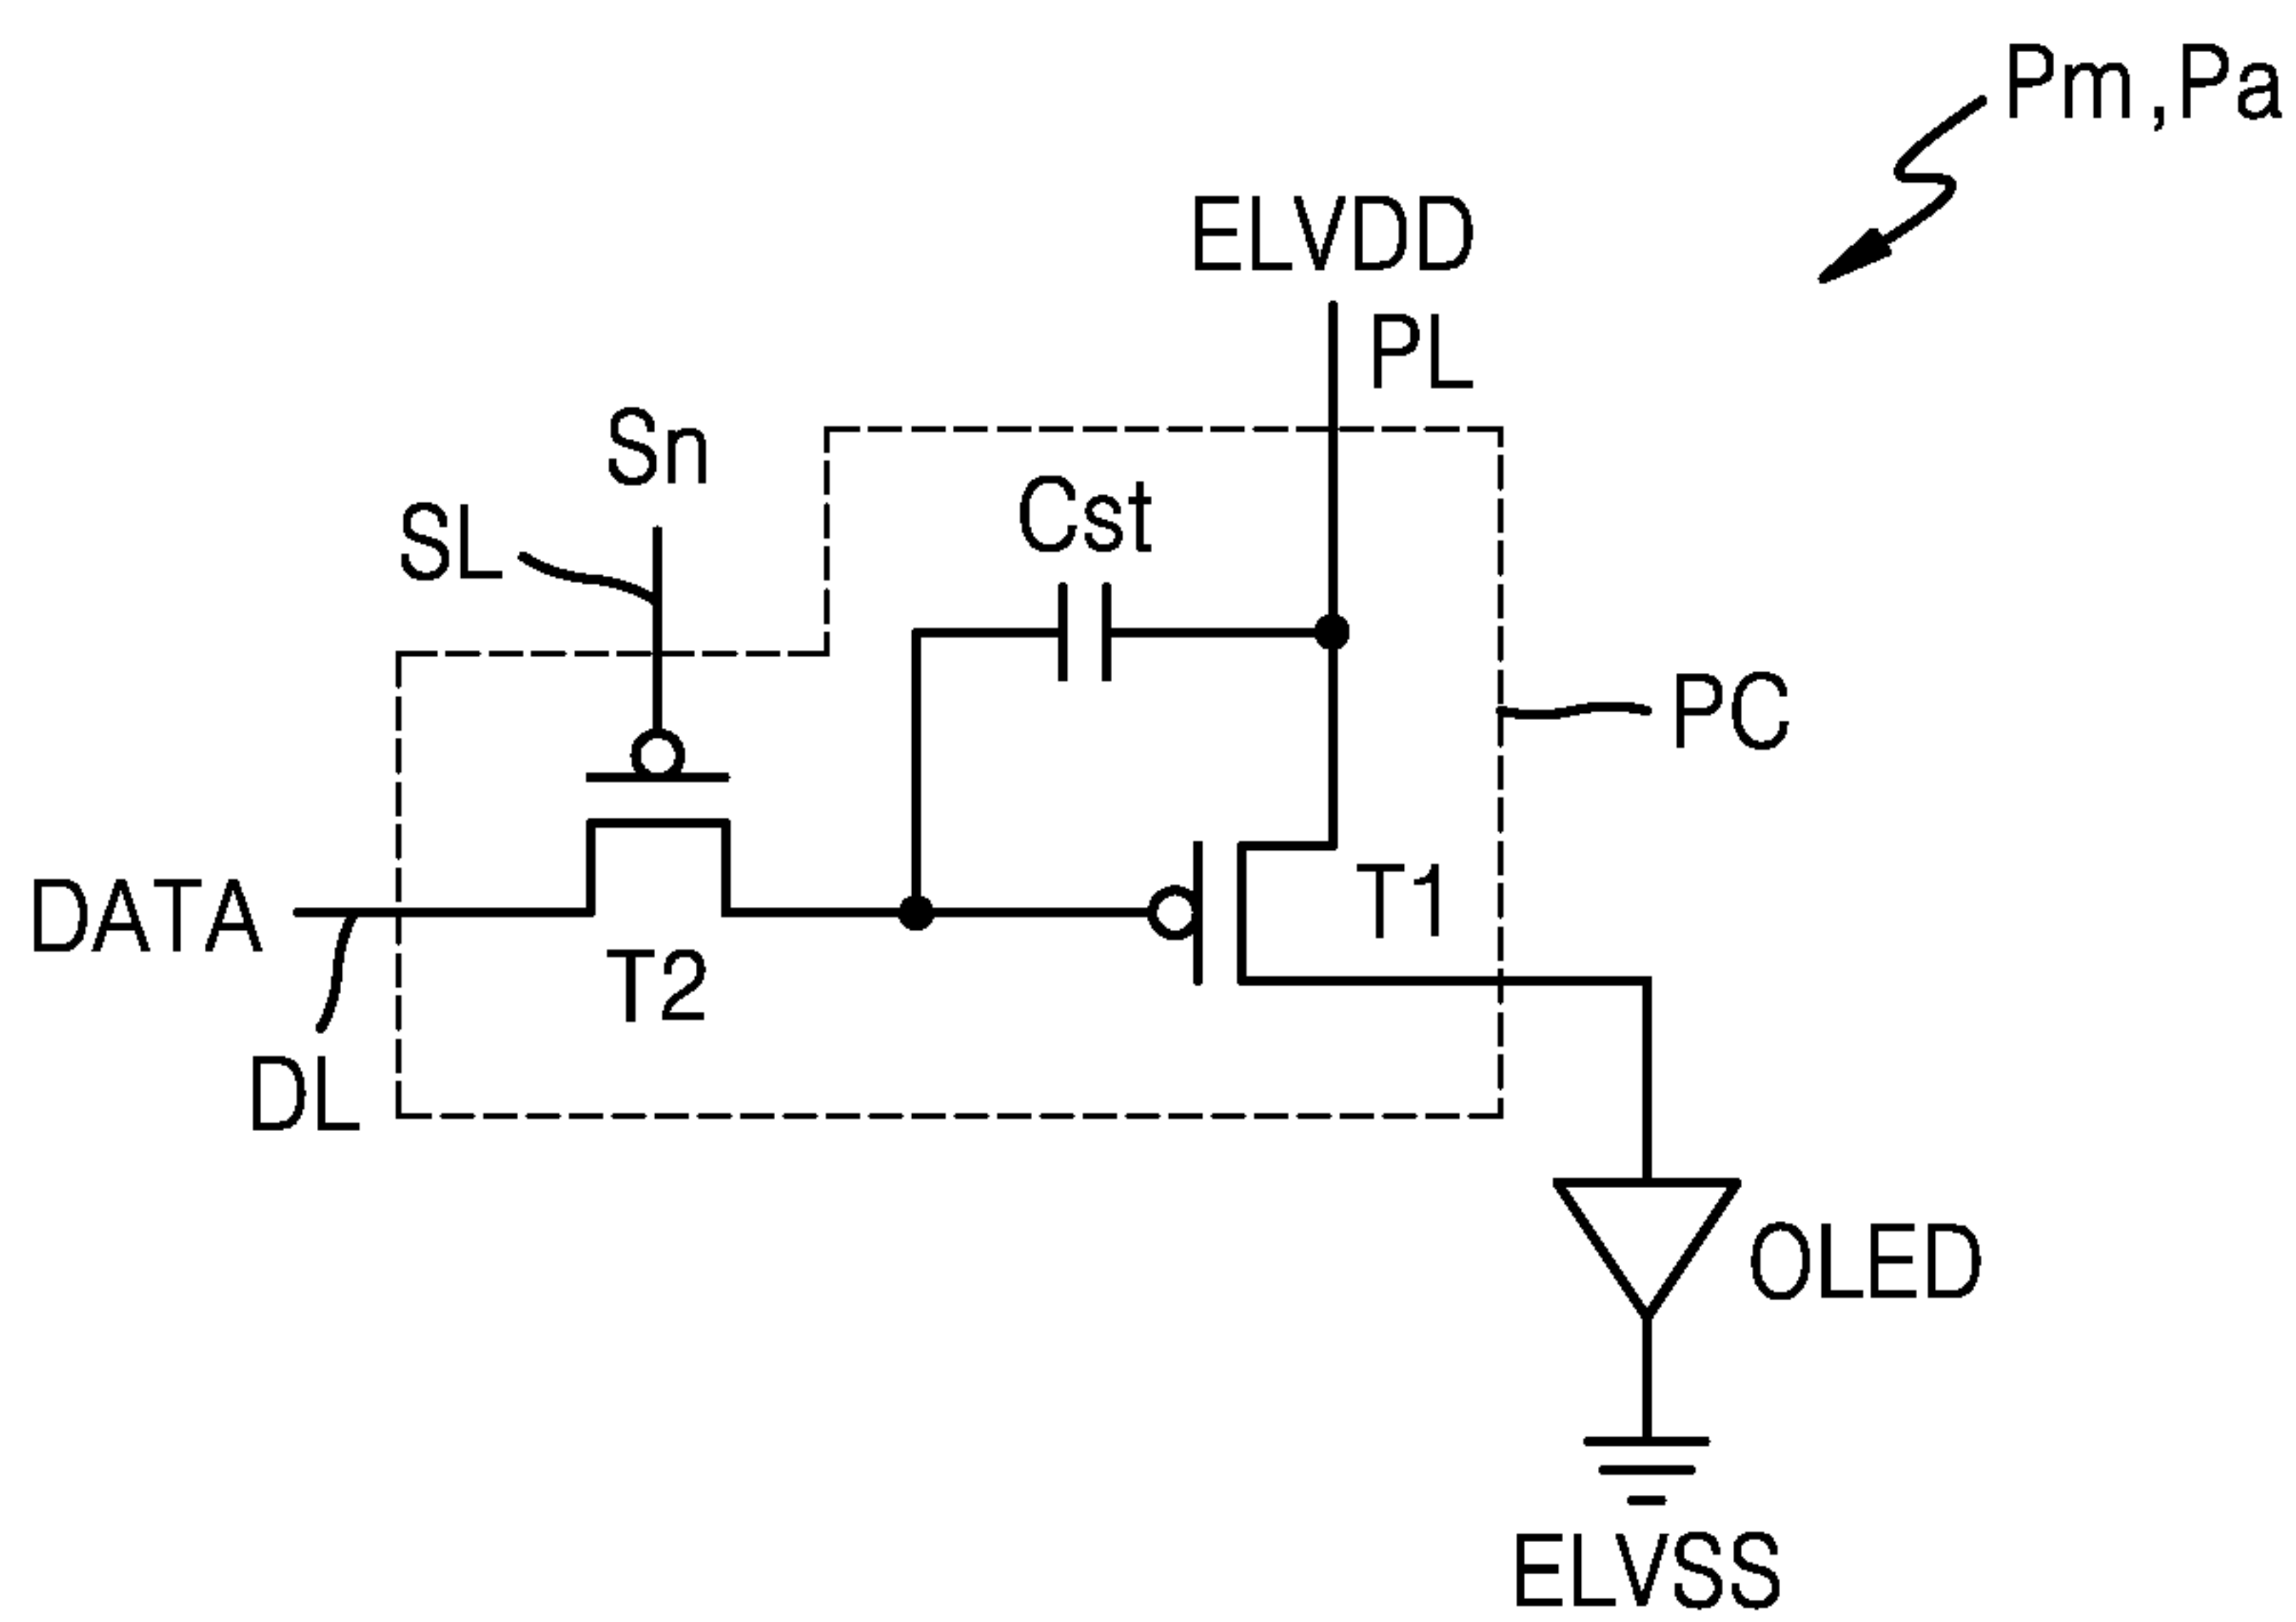 Pm,Pa
ELVDD
PL
Sn
SL
Cst
PC
DATA
T1
T2
DL
OLED
ELVSS